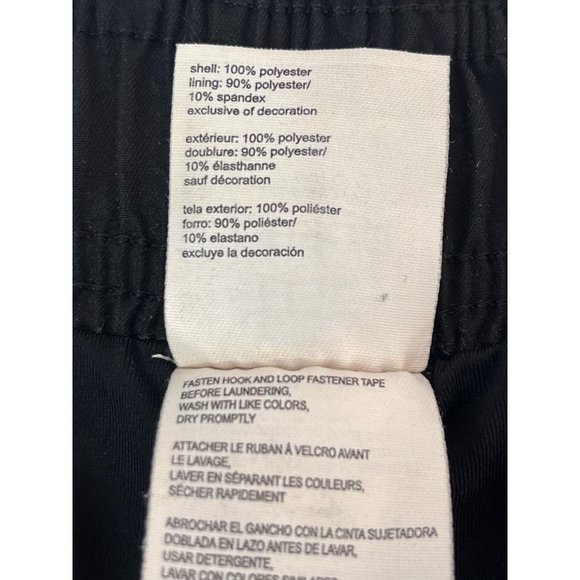 shell: 100% polyester
lining: 90% polyester/
10% spandex
exclusive of decoration
extérieur: 100% polyester
doublure: 90% polyester/
10% élasthanne
sauf décoration
tela exterior: 100% poliéster
forro: 90% poliéster/
10% elastano
excluye la decoración
FASTEN HOOK AND LOOP FASTENER TAPE
BEFORE LAUNDERING,
WASH WITH LIKE COLORS,
DRY PROMPTLY
ATTACHER LE RUBAN À VELCRO AVANT
LE LAVAGE,
LAVER EN SÉPARANT LES COULEURS,
SÉCHER RAPIDEMENT
ABROCHAR EL GANCHO CON LA CINTA SUJETADORA
DOBLADA EN LAZO ANTES DE LAVAR,
USAR DETERGENTE,
LAVAR CON COLORES